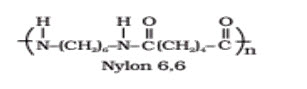 H H O O
(N-(CH₂)₆-N-C(CH₂)₄-C)n
Nylon 6,6